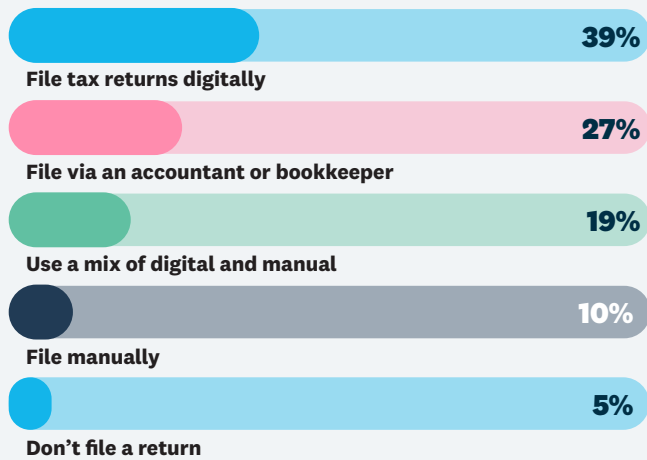 39%
File tax returns digitally
27%
File via an accountant or bookkeeper
19%
Use a mix of digital and manual
10%
File manually
5%
Don’t file a return